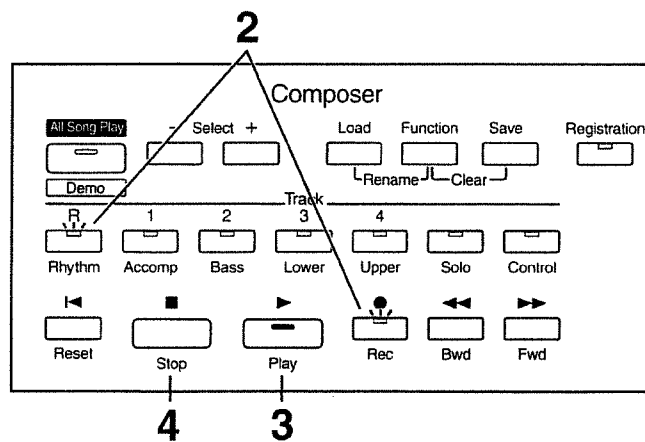 2
Composer
All Song Play - Select + Load Function Save Registration
Rename Clear
Demo
Track
R 1 2 3 4
Rhythm Accomp Bass Lower Upper Solo Control
Reset Stop Play Rec Bwd Fwd
4 3